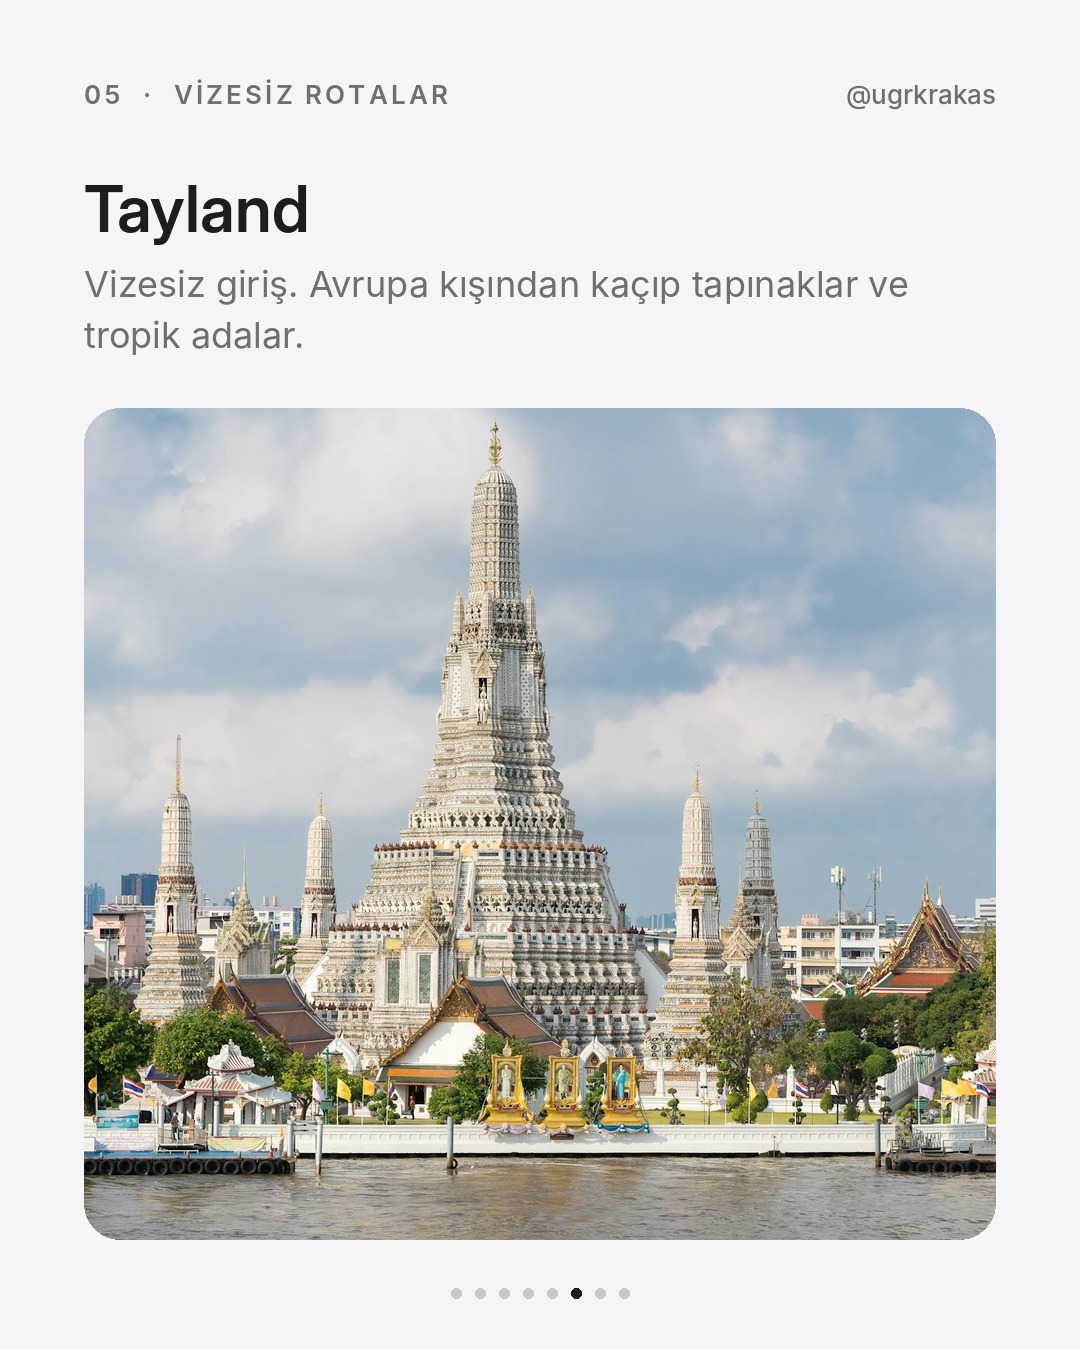 05 · VİZESİZ ROTALAR
@ugrkrakas
Tayland
Vizesiz giriş. Avrupa kışından kaçıp tapınaklar ve
tropik adalar.